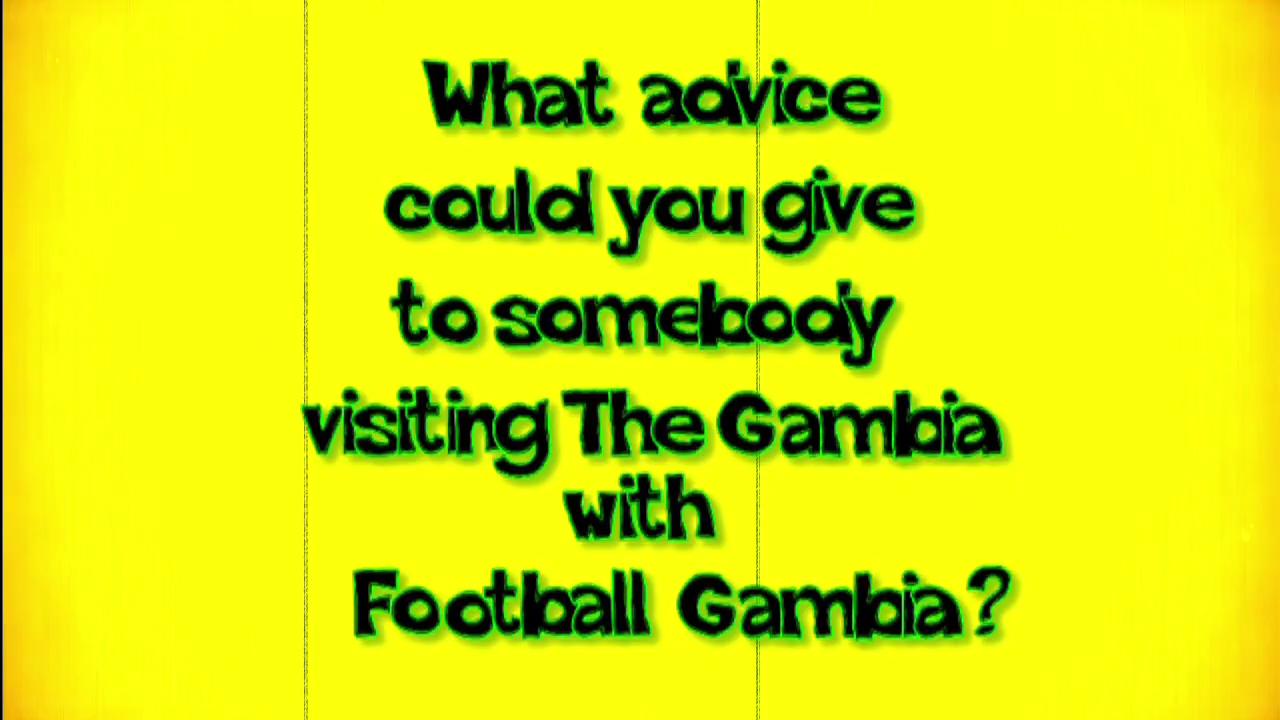 What advice
could you give
to somebody
visiting The Gambia
with
Football Gambia?